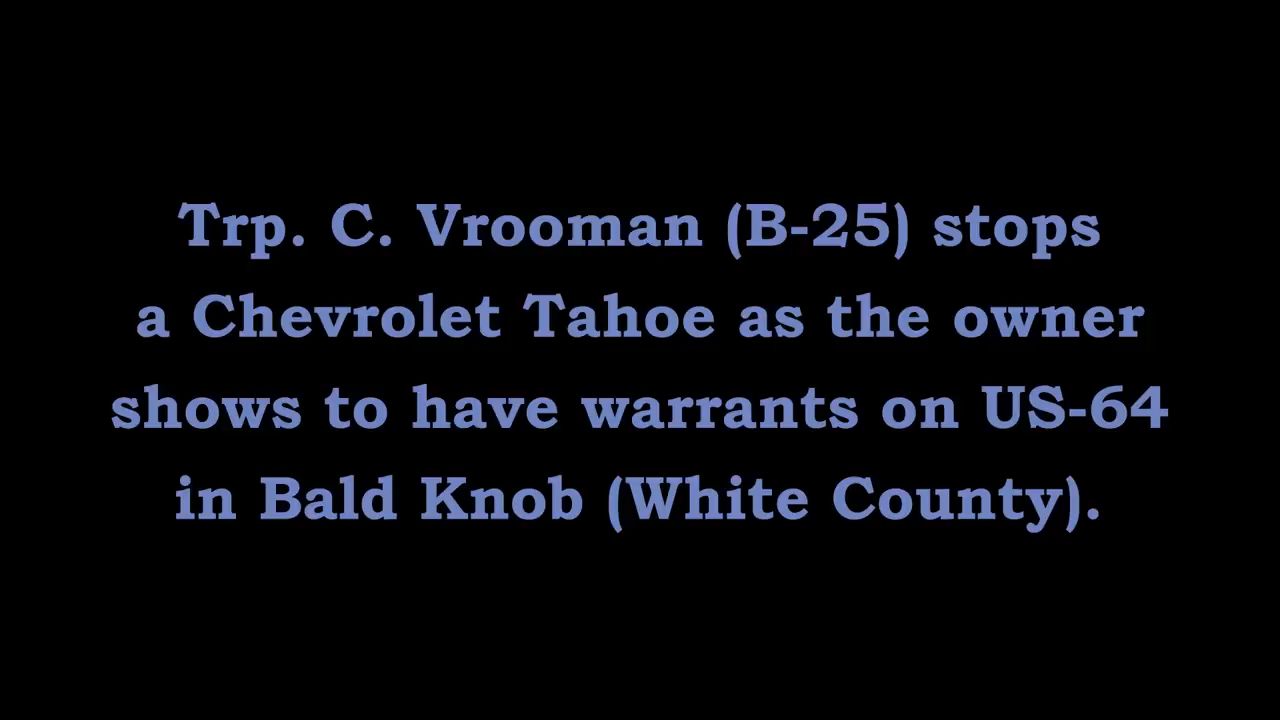 Trp. C. Vrooman (B-25) stops
a Chevrolet Tahoe as the owner
shows to have warrants on US-64
in Bald Knob (White County).